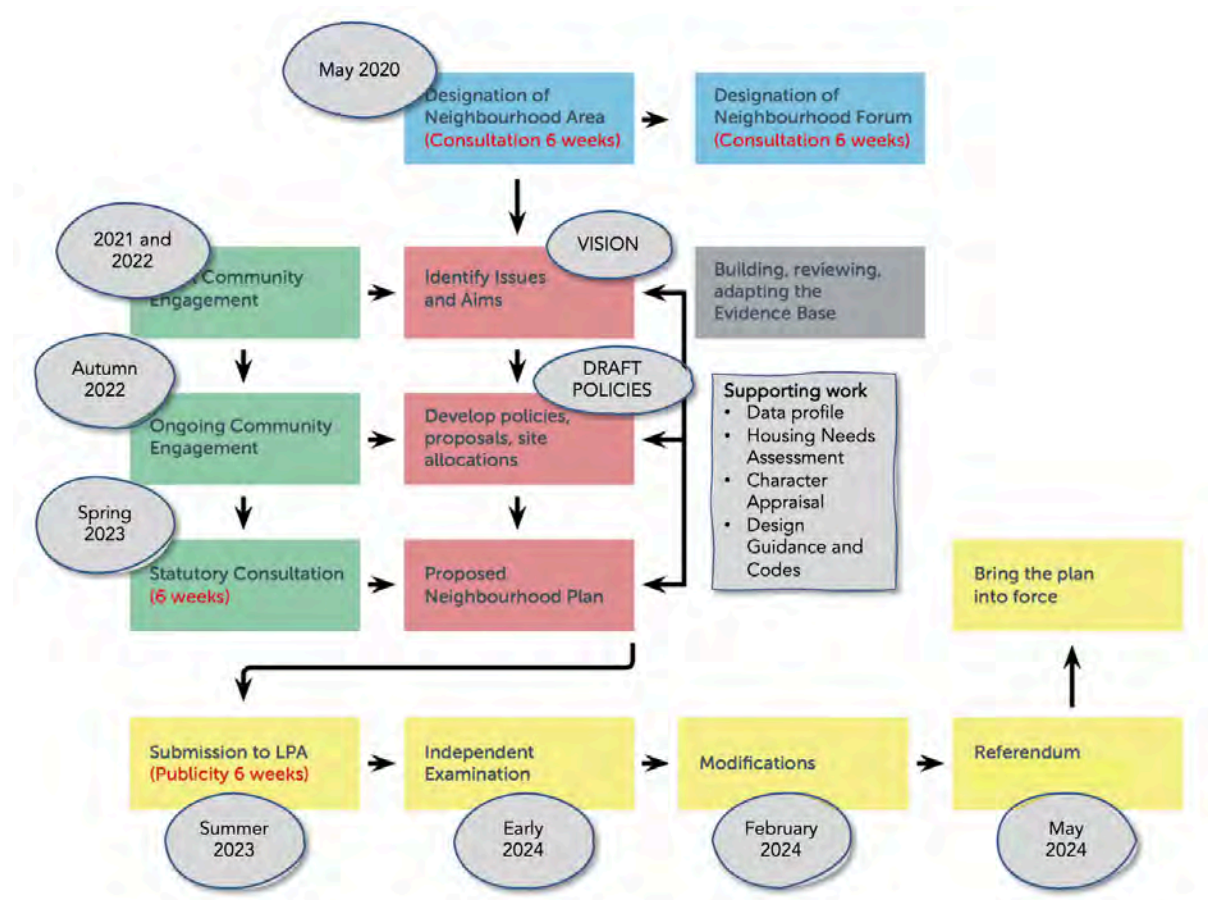 May 2020
Designation of
Neighbourhood Area
(Consultation 6 weeks)
Designation of
Neighbourhood Forum
(Consultation 6 weeks)
2021 and
2022
Community
Engagement
VISION
Identify Issues
and Aims
Building, reviewing,
adapting the
Evidence Base
Autumn
2022
Ongoing Community
Engagement
DRAFT
POLICIES
Develop policies,
proposals, site
allocations
Supporting work
• Data profile
• Housing Needs
Assessment
• Character
Appraisal
• Design
Guidance and
Codes
Spring
2023
Statutory Consultation
(6 weeks)
Proposed
Neighbourhood Plan
Bring the plan
into force
Submission to LPA
(Publicity 6 weeks)
Summer
2023
Independent
Examination
Early
2024
Modifications
February
2024
Referendum
May
2024